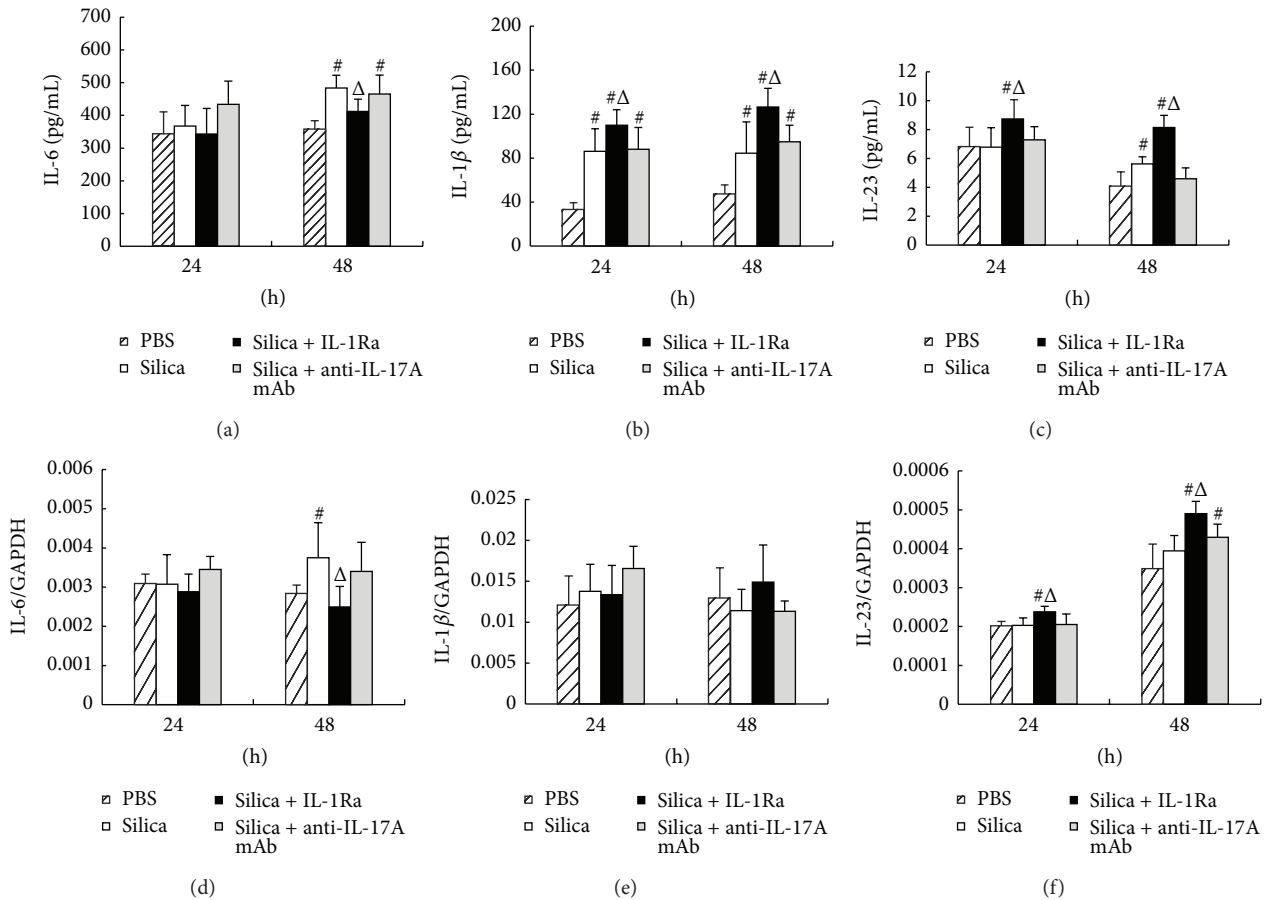 700
600
500
400
300
200
100
0
IL-6 (pg/mL)
#
Δ
#
24
48
(h)
PBS
Silica
Silica + IL-1Ra
Silica + anti-IL-17A
mAb
(a)
200
160
120
80
40
0
IL-1β (pg/mL)
#
#Δ
#
#
#Δ
#
24
48
(h)
PBS
Silica
Silica + IL-1Ra
Silica + anti-IL-17A
mAb
(b)
12
10
8
6
4
2
0
IL-23 (pg/mL)
#Δ
#
#Δ
24
48
(h)
PBS
Silica
Silica + IL-1Ra
Silica + anti-IL-17A
mAb
(c)
0.006
0.005
0.004
0.003
0.002
0.001
0
IL-6/GAPDH
#
Δ
24
48
(h)
PBS
Silica
Silica + IL-1Ra
Silica + anti-IL-17A
mAb
(d)
0.025
0.02
0.015
0.01
0.005
0
IL-1β/GAPDH
24
48
(h)
PBS
Silica
Silica + IL-1Ra
Silica + anti-IL-17A
mAb
(e)
0.0006
0.0005
0.0004
0.0003
0.0002
0.0001
0
IL-23/GAPDH
#Δ
#Δ
#
24
48
(h)
PBS
Silica
Silica + IL-1Ra
Silica + anti-IL-17A
mAb
(f)